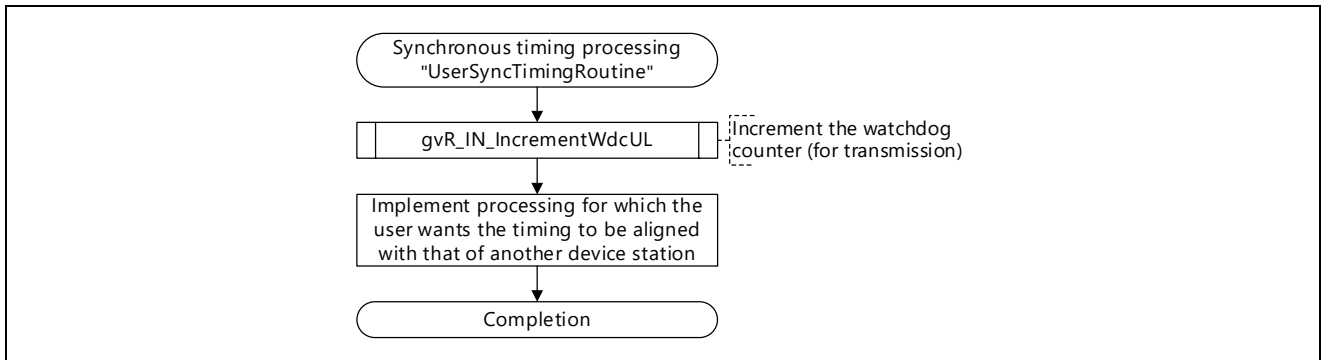 Synchronous timing processing
"UserSyncTimingRoutine"
gvR_IN_IncrementWdcUL
Increment the watchdog
counter (for transmission)
Implement processing for which the
user wants the timing to be aligned
with that of another device station
Completion